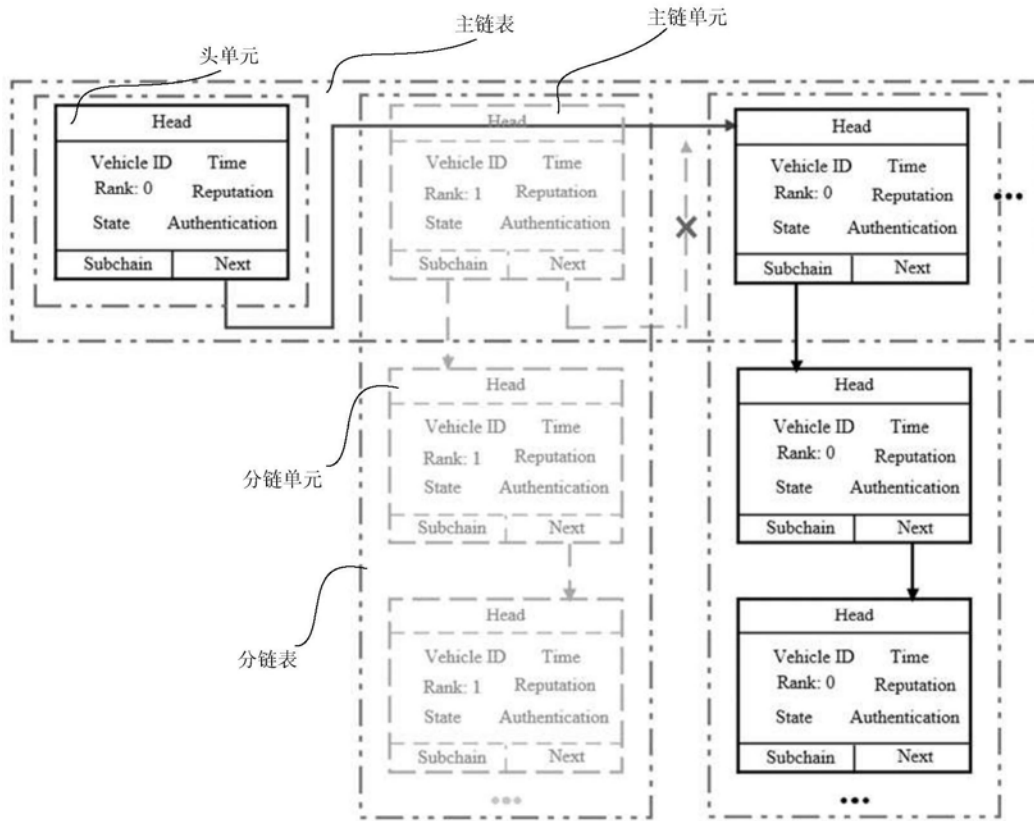 主链表
主链单元
头单元
Head
Vehicle ID Time
Rank: 0 Reputation
State Authentication
Subchain Next
Head
Vehicle ID Time
Rank: 1 Reputation
State Authentication
Subchain Next
Head
Vehicle ID Time
Rank: 0 Reputation
State Authentication
Subchain Next
•••
分链单元
Head
Vehicle ID Time
Rank: 1 Reputation
State Authentication
Subchain Next
Head
Vehicle ID Time
Rank: 0 Reputation
State Authentication
Subchain Next
分链表
Head
Vehicle ID Time
Rank: 1 Reputation
State Authentication
Subchain Next
•••
Head
Vehicle ID Time
Rank: 0 Reputation
State Authentication
Subchain Next
•••